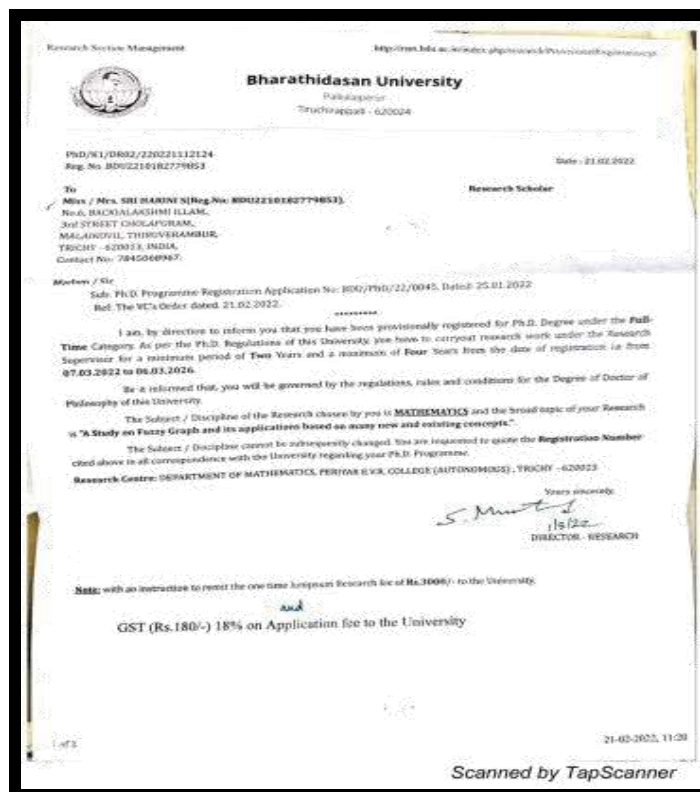 Research Section Management
Bharathidasan University
Palkalaiperur
Tiruchirappalli - 620024
PhD/K1/DR02/220221112124
Reg. No. BDU2210182779853
Date : 21.02.2022
To
Miss / Mrs. SRI HARINI S(Reg.No: BDU2210182779853),
No.6, BACKIALAKSHMI ILLAM,
3rd STREET CHOLAPURAM,
MALAIKOVIL, THIRUVERAMBUR,
TRICHY - 620013, INDIA,
Contact No:
Research Scholar
Madam / Sir
Sub: Ph.D. Programme Registration Application No: BDU/PhD/22/0045, Dated: 25.01.2022
Ref: The VC's Order dated. 21.02.2022.
**********
I am, by direction to inform you that you have been provisionally registered for Ph.D. Degree under the Full-
Time Category. As per the Ph.D. Regulations of this University, you have to carryout research work under the Research
Supervisor for a minimum period of Two Years and a maximum of Four Years from the date of registration i.e from
07.03.2022 to 06.03.2026.
Be it informed that, you will be governed by the regulations, rules and conditions for the Degree of Doctor of
Philosophy of this University.
The Subject / Discipline of the Research chosen by you is MATHEMATICS and the broad topic of your Research
is "A Study on Fuzzy Graph and its applications based on many new and existing concepts."
The Subject / Discipline cannot be subsequently changed. You are requested to quote the Registration Number
cited above in all correspondence with the University regarding your Ph.D. Programme.
Research Centre: DEPARTMENT OF MATHEMATICS, PERIYAR E.V.R. COLLEGE (AUTONOMOUS) , TRICHY - 620023
Yours sincerely
DIRECTOR - RESEARCH
Note: with an instruction to remit the one time Research fee of Rs.3000/- to the University.
and
GST (Rs.180/-) 18% on Application fee to the University
21-02-2022, 11:20
Scanned by TapScanner